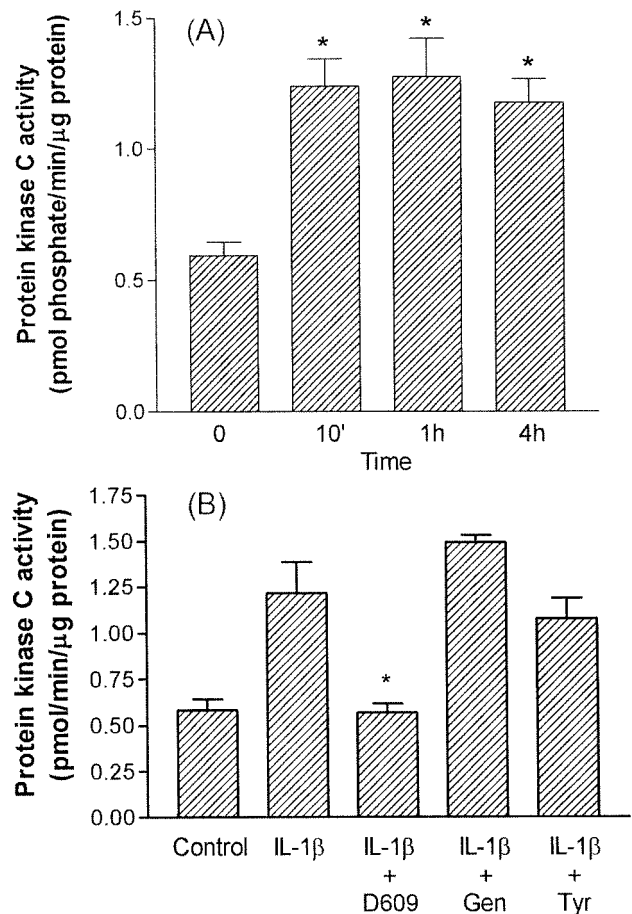 (A)
Protein kinase C activity
(pmol phosphate/min/µg protein)
1.5
1.0
0.5
0.0
*
*
*
0 10' 1h 4h
Time
(B)
Protein kinase C activity
(pmol/min/µg protein)
1.75
1.50
1.25
1.00
0.75
0.50
0.25
0.00
*
Control IL-1β IL-1β IL-1β IL-1β
+ + +
D609 Gen Tyr